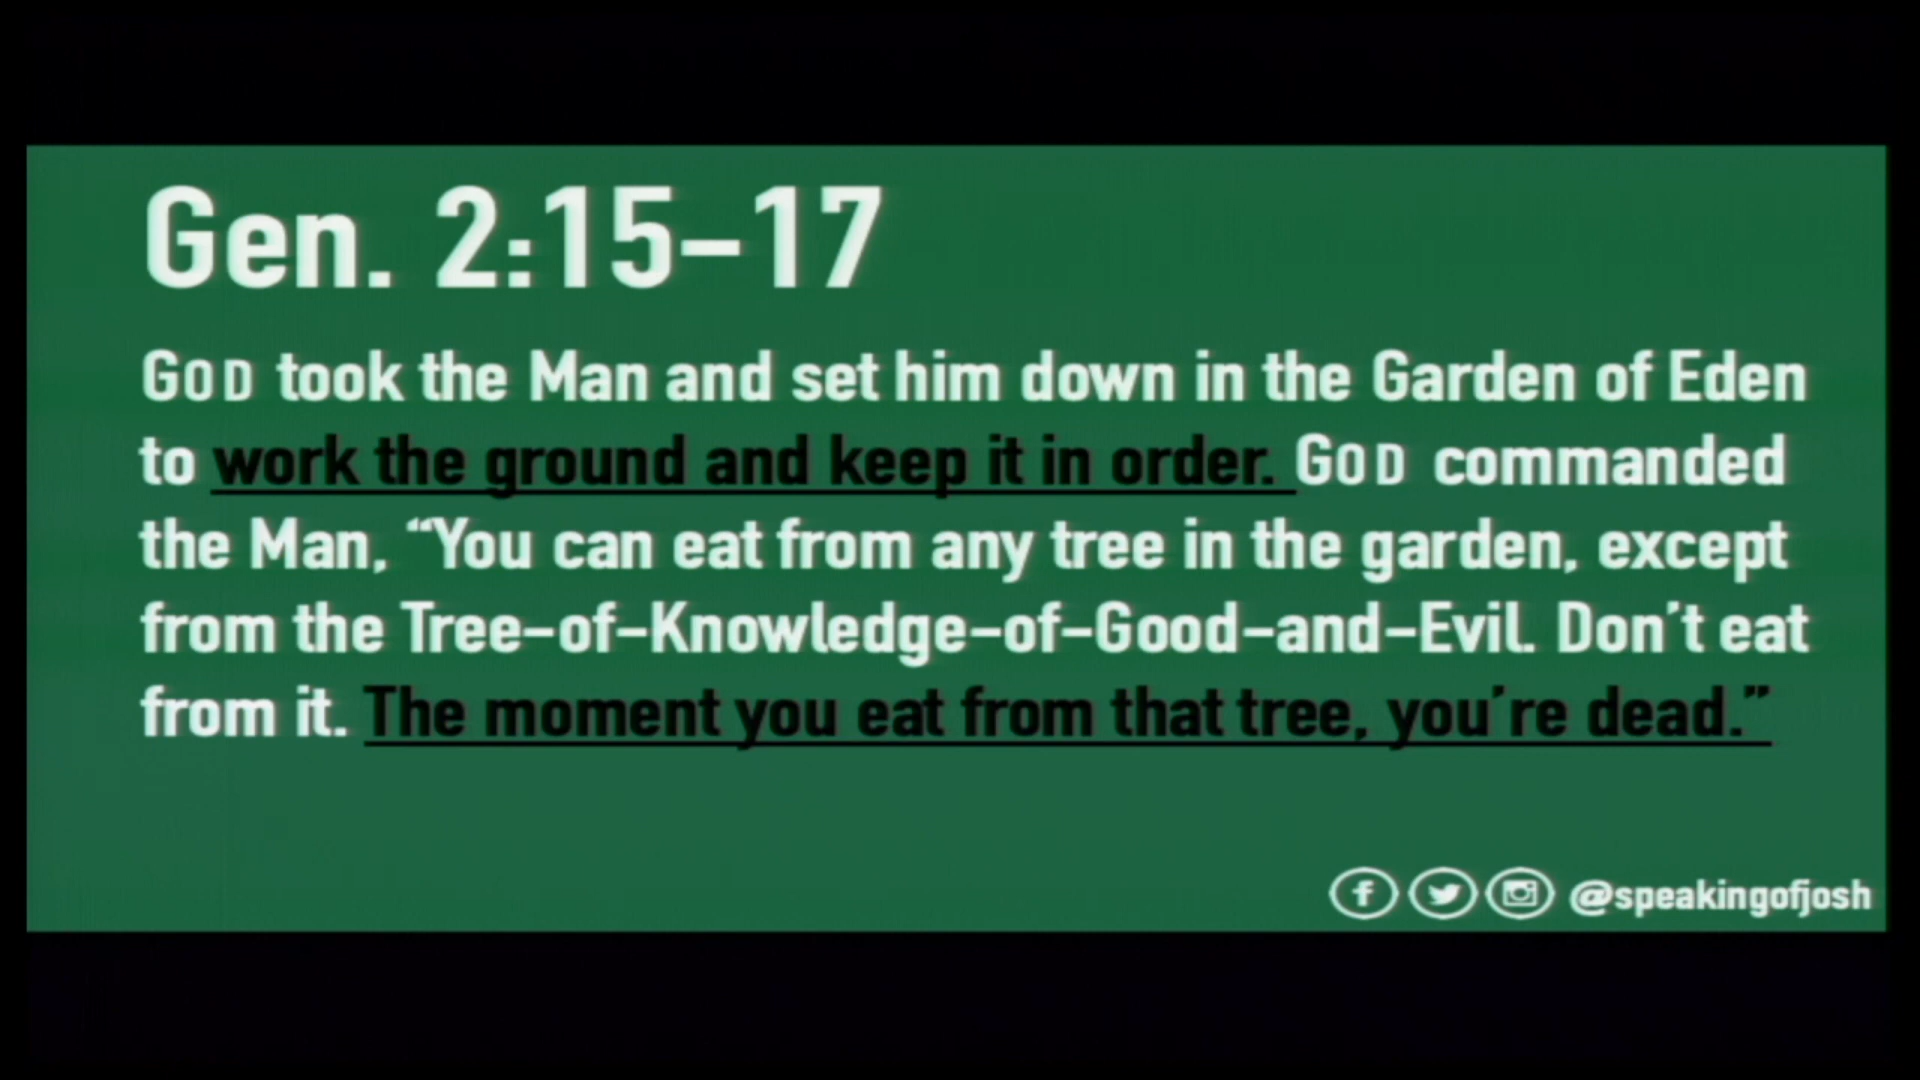 Gen. 2:15–17
GOD took the Man and set him down in the Garden of Eden
to work the ground and keep it in order. GOD commanded
the Man, “You can eat from any tree in the garden, except
from the Tree–of–Knowledge–of–Good–and–Evil. Don’t eat
from it. The moment you eat from that tree, you’re dead.”
@speakingofjosh